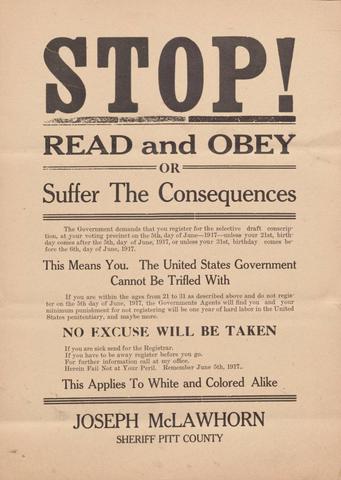 STOP!
READ and OBEY
OR
Suffer The Consequences
The Government demands that you register for the selective draft conscrip-
tion, at your voting precinct on the 5th, day of June—1917—unless your 21st, birth-
day comes after the 5th, day of June, 1917, or unless your 31st, birthday comes be-
fore the 6th, day of June, 1917.
This Means You. The United States Government
Cannot Be Trifled With
If you are within the ages from 21 to 31 as described above and do not regis-
ter on the 5th day of June, 1917, the Governments Agents will find you and your
minimum punishment for not registering will be one year of hard labor in the United
States penitentiary, and maybe more.
NO EXCUSE WILL BE TAKEN
If you are sick send for the Registrar.
If you have to be away register before you go.
For further information call at my office.
Herein Fail Not at Your Peril. Remember June 5th, 1917.
This Applies To White and Colored Alike
JOSEPH McLAWHORN
SHERIFF PITT COUNTY